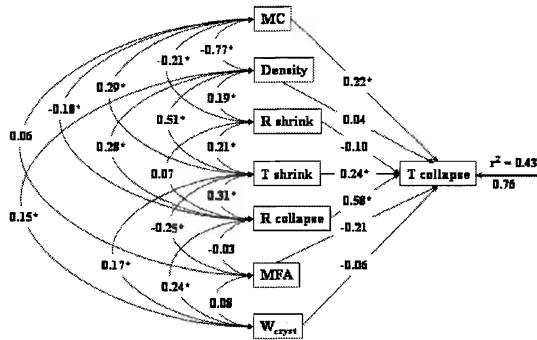 MC
-0.77*
-0.21*
Density
0.22*
0.29*
0.19*
-0.18*
0.51*
R shrink
0.04
0.06
0.28*
0.21*
-0.10
r² = 0.43
0.07
T shrink
0.24*
T collapse
0.76
0.31*
0.58*
0.15*
-0.25*
R collapse
-0.03
-0.21
0.17*
MFA
0.24*
-0.06
0.08
Wcryst